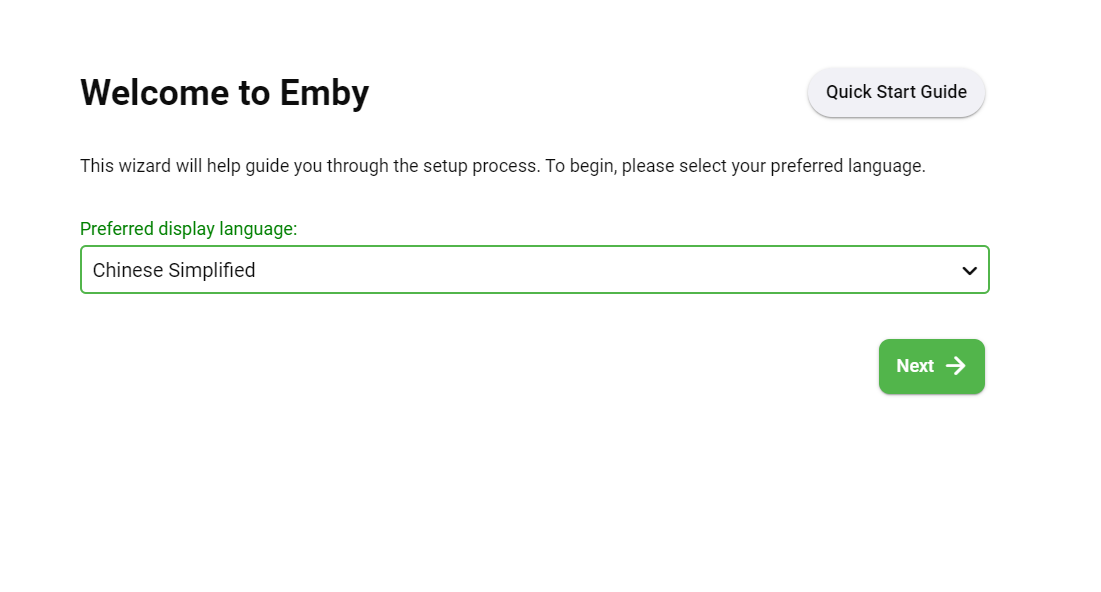 Welcome to Emby
Quick Start Guide
This wizard will help guide you through the setup process. To begin, please select your preferred language.
Preferred display language:
Chinese Simplified
Next